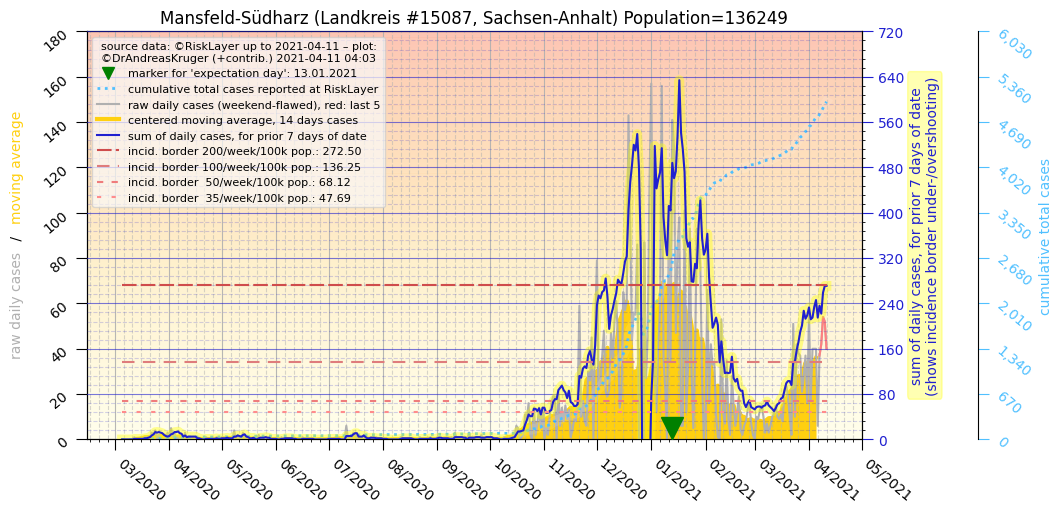 Mansfeld-Südharz (Landkreis #15087, Sachsen-Anhalt) Population=136249
source data: ©RiskLayer up to 2021-04-11 – plot:
©DrAndreasKruger (+contrib.) 2021-04-11 04:03
marker for 'expectation day': 13.01.2021
cumulative total cases reported at RiskLayer
raw daily cases (weekend-flawed), red: last 5
centered moving average, 14 days cases
sum of daily cases, for prior 7 days of date
incid. border 200/week/100k pop.: 272.50
incid. border 100/week/100k pop.: 136.25
incid. border  50/week/100k pop.: 68.12
incid. border  35/week/100k pop.: 47.69
raw daily cases / moving average
180
160
140
120
100
80
60
40
20
0
720
640
560
480
400
320
240
160
80
0
sum of daily cases, for prior 7 days of date
(shows incidence border under-/overshooting)
6,030
5,360
4,690
4,020
3,350
2,680
2,010
1,340
670
0
cumulative total cases
03/2020
04/2020
05/2020
06/2020
07/2020
08/2020
09/2020
10/2020
11/2020
12/2020
01/2021
02/2021
03/2021
04/2021
05/2021